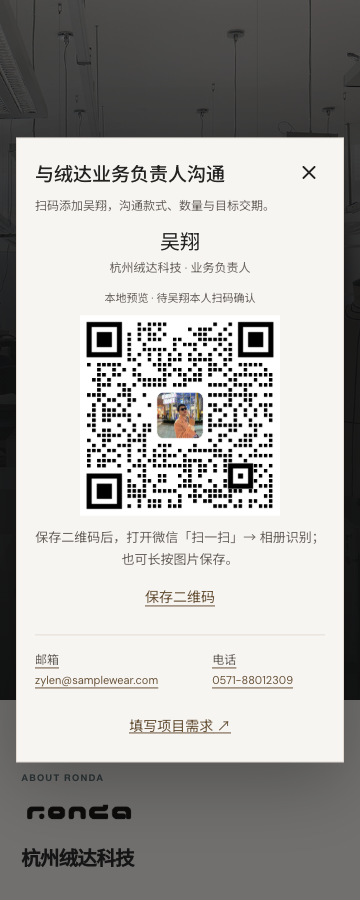 与绒达业务负责人沟通
扫码添加吴翔，沟通款式、数量与目标交期。
吴翔
杭州绒达科技 · 业务负责人
本地预览 · 待吴翔本人扫码确认
保存二维码后，打开微信「扫一扫」→ 相册识别；
也可长按图片保存。
保存二维码
邮箱
zylen@samplewear.com
电话
0571-88012309
填写项目需求 ↗
ABOUT RONDA
ronda
杭州绒达科技